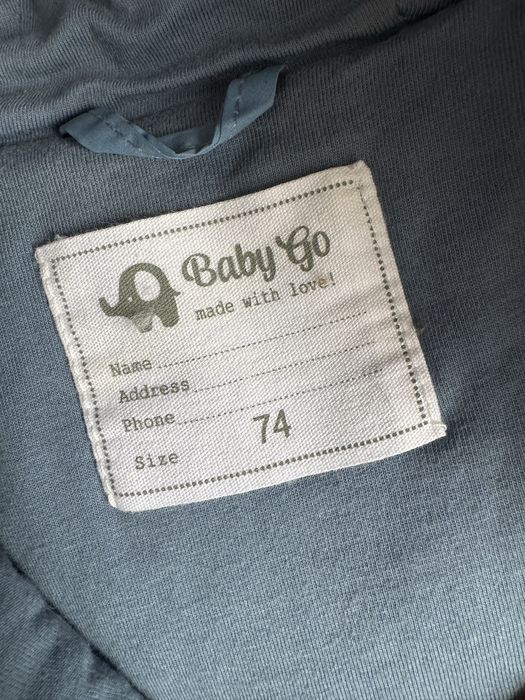 Baby Go
made with love!
Name
Address
Phone
Size 74